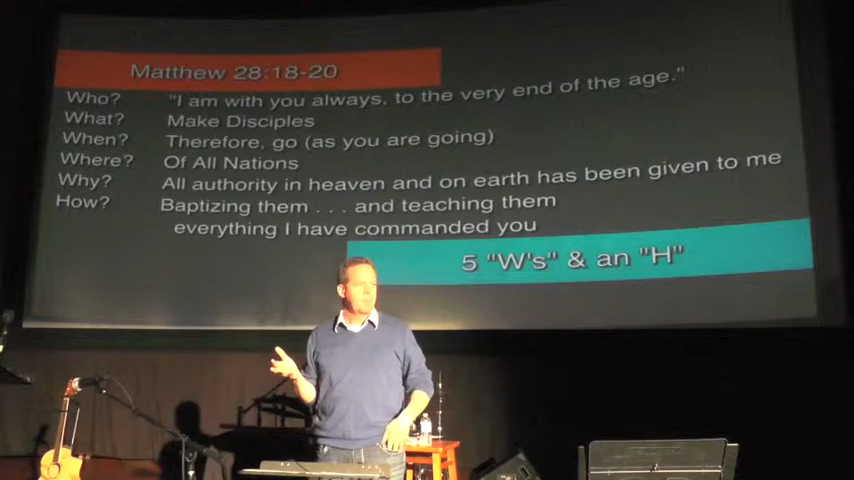 Matthew 28:18-20
Who? "I am with you always, to the very end of the age."
What? Make Disciples
When? Therefore, go (as you are going)
Where? Of All Nations
Why? All authority in heaven and on earth has been given to me
How? Baptizing them . . . and teaching them
everything I have commanded you
5 "W's" & an "H"